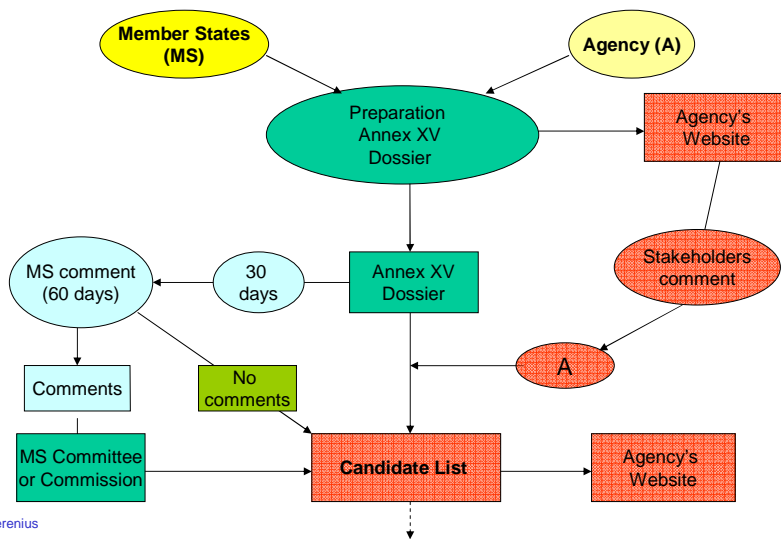 Member States
(MS)
Agency (A)
Preparation
Annex XV
Dossier
Agency's
Website
Stakeholders
comment
MS comment
(60 days)
30
days
Annex XV
Dossier
A
Comments
No
comments
MS Committee
or Commission
Candidate List
Agency's
Website
erenius